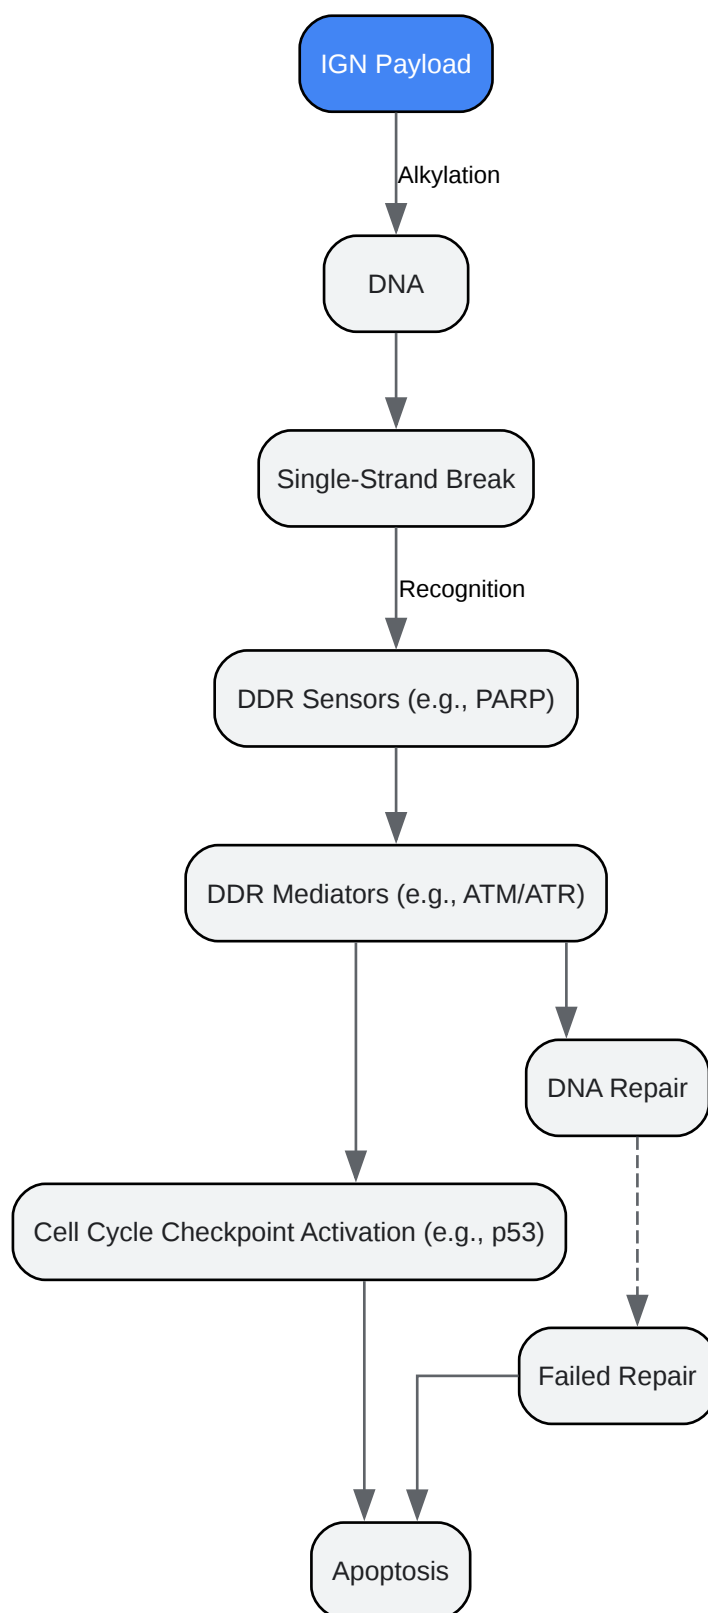 IGN Payload
Alkylation
DNA
Single-Strand Break
Recognition
DDR Sensors (e.g., PARP)
DDR Mediators (e.g., ATM/ATR)
DNA Repair
Cell Cycle Checkpoint Activation (e.g., p53)
Failed Repair
Apoptosis